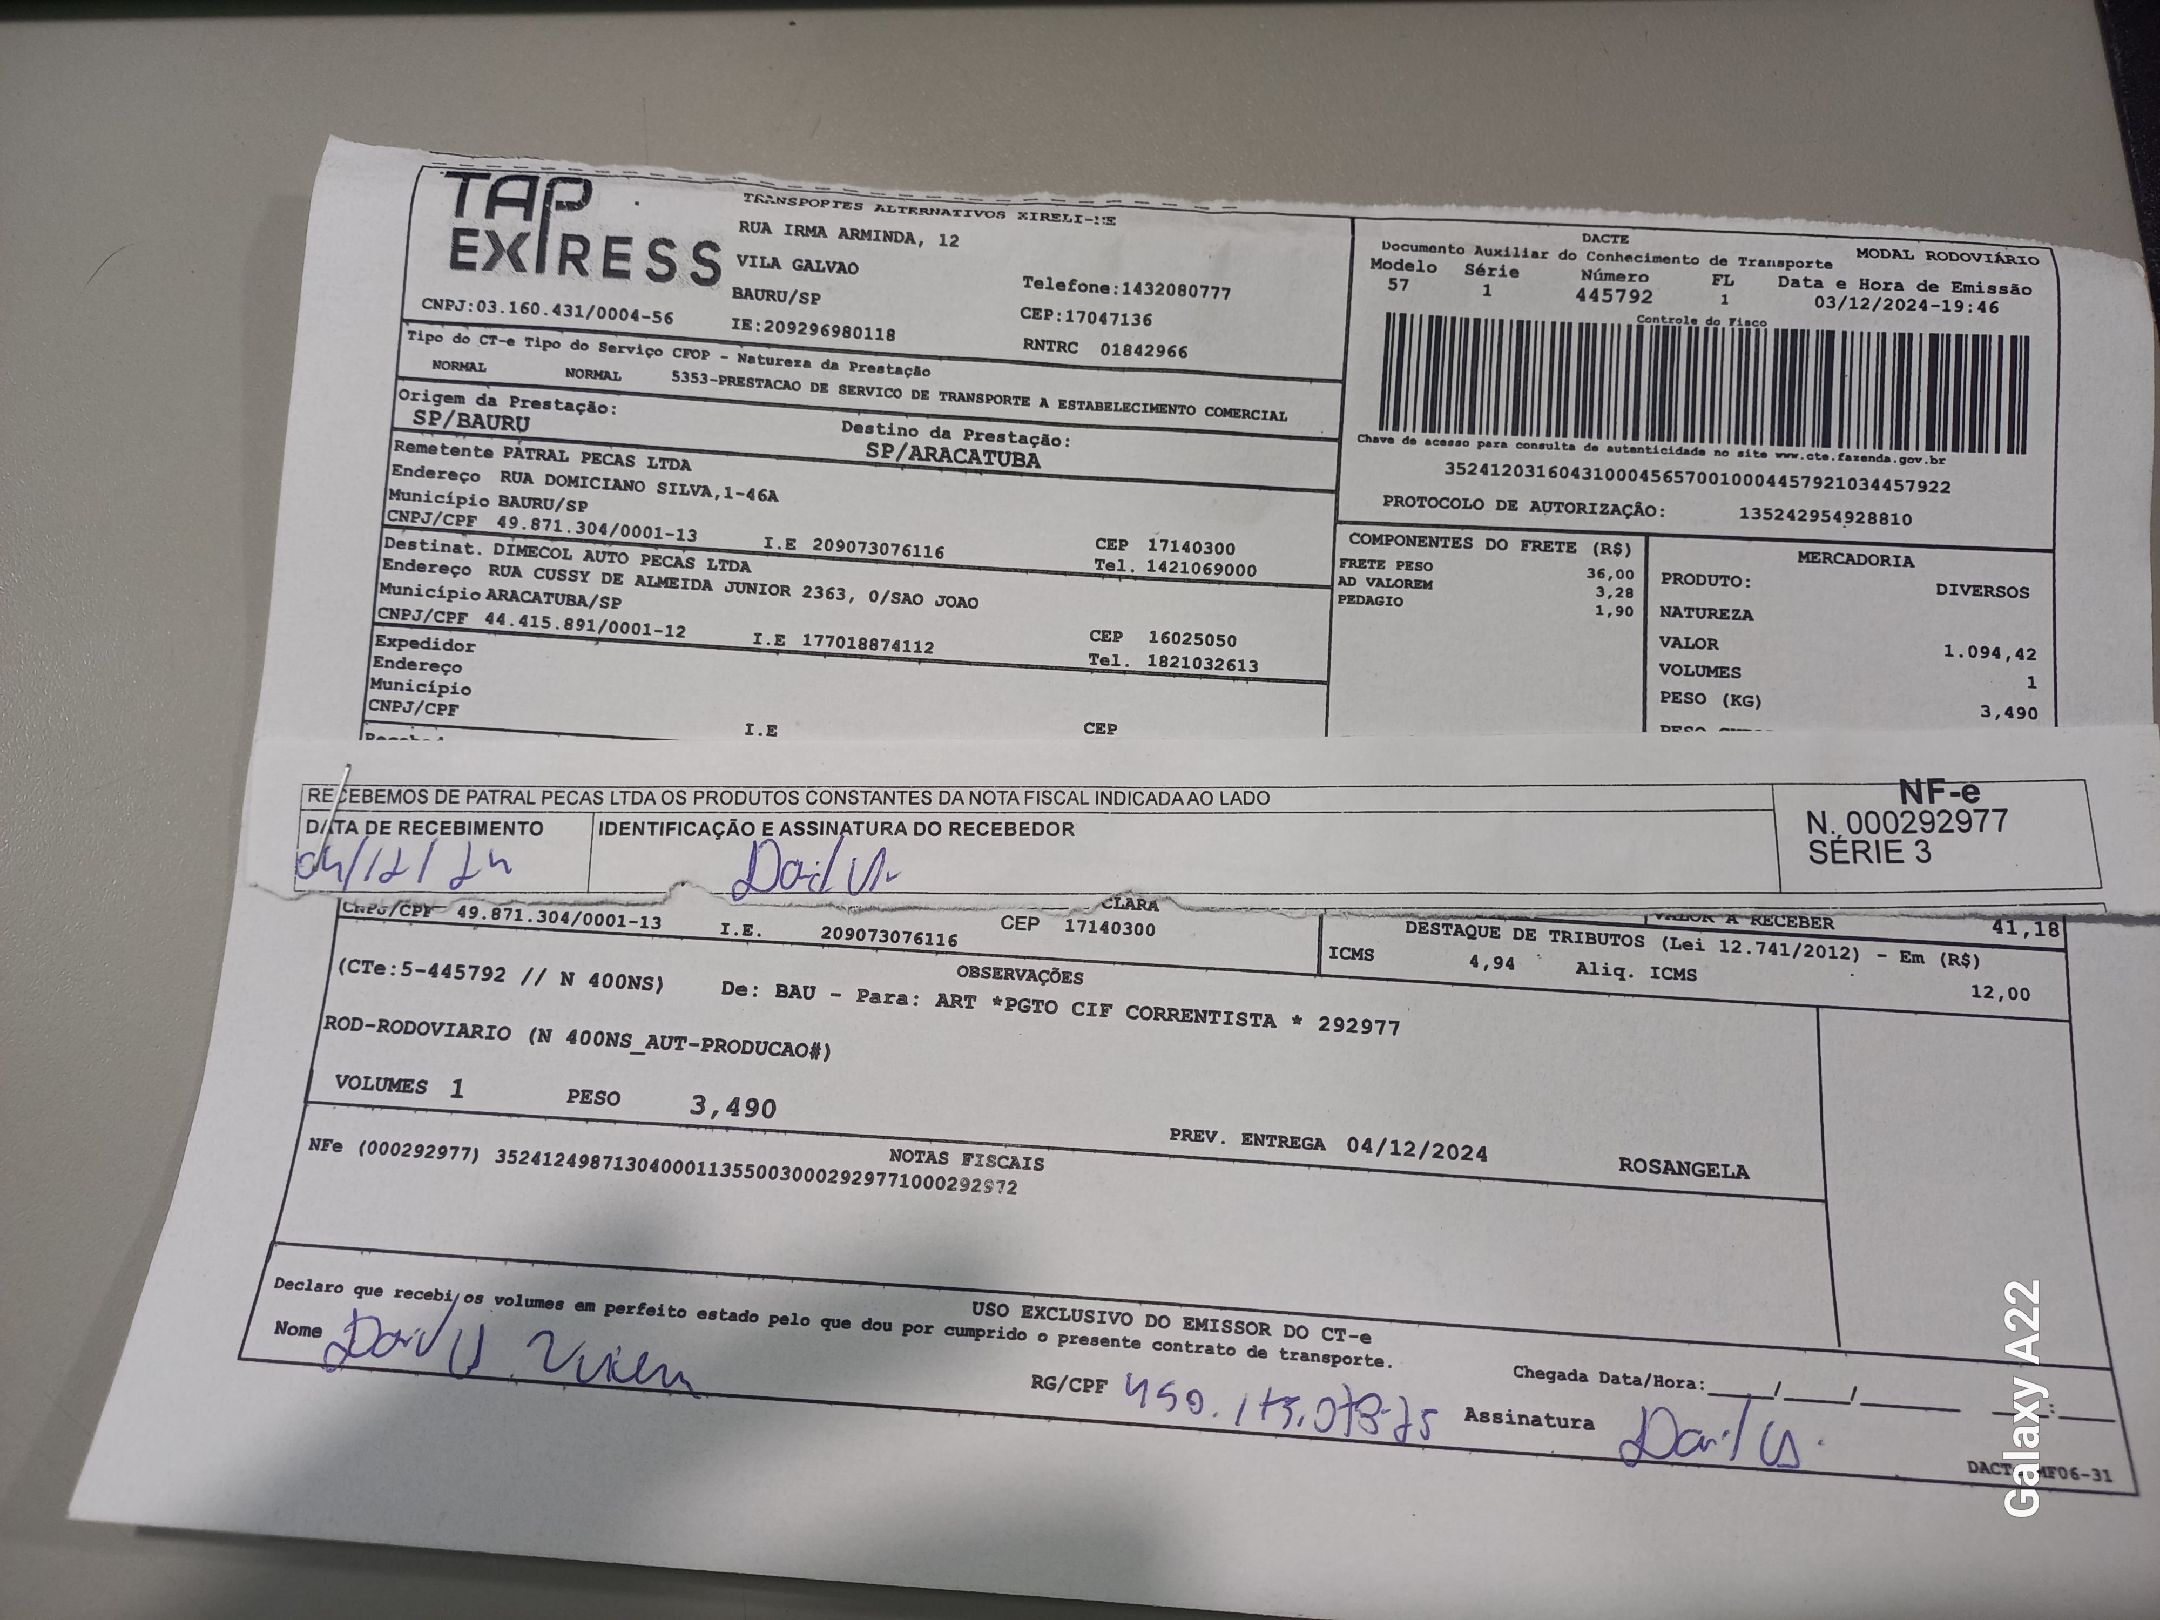 TAP EXPRESS
TRANSPORTES ALTERNATIVOS XIRELI-ME
RUA IRMA ARMINDA, 12
VILA GALVAO
BAURU/SP
Telefone:1432080777
CEP:17047136
CNPJ:03.160.431/0004-56
IE:209296980118
RNTRC 01842966
DACTE
MODAL RODOVIÁRIO
Documento Auxiliar do Conhecimento de Transporte
Modelo Série Número FL Data e Hora de Emissão
57 1 445792 1 03/12/2024-19:46
Controle do Fisco
Chave de acesso para consulta de autenticidade no site www.cte.fazenda.gov.br
35241203160431000456570010004457921034457922
PROTOCOLO DE AUTORIZAÇÃO: 135242954928810
Tipo do CT-e Tipo do Serviço CFOP - Natureza da Prestação
NORMAL NORMAL 5353-PRESTACAO DE SERVICO DE TRANSPORTE A ESTABELECIMENTO COMERCIAL
Origem da Prestação:
SP/BAURU
Destino da Prestação:
SP/ARACATUBA
Remetente PATRAL PECAS LTDA
Endereço RUA DOMICIANO SILVA,1-46A
Município BAURU/SP
CEP 17140300
CNPJ/CPF 49.871.304/0001-13 I.E 209073076116
Tel. 1421069000
Destinat. DIMECOL AUTO PECAS LTDA
Endereço RUA CUSSY DE ALMEIDA JUNIOR 2363, 0/SAO JOAO
Município ARACATUBA/SP
CEP 16025050
CNPJ/CPF 44.415.891/0001-12 I.E 177018874112
Tel. 1821032613
Expedidor
Endereço
Município
CNPJ/CPF
I.E
CEP
COMPONENTES DO FRETE (R$)
FRETE PESO 36,00
AD VALOREM 3,28
PEDAGIO 1,90
MERCADORIA
PRODUTO: DIVERSOS
NATUREZA
VALOR 1.094,42
VOLUMES 1
PESO (KG) 3,490
RECEBEMOS DE PATRAL PECAS LTDA OS PRODUTOS CONSTANTES DA NOTA FISCAL INDICADA AO LADO
DATA DE RECEBIMENTO
IDENTIFICAÇÃO E ASSINATURA DO RECEBEDOR
04/12/24
NF-e
N. 000292977
SÉRIE 3
CLARA
CNPJ/CPF 49.871.304/0001-13 I.E. 209073076116 CEP 17140300
VALOR A RECEBER 41,18
DESTAQUE DE TRIBUTOS (Lei 12.741/2012) - Em (R$)
ICMS 4,94 Aliq. ICMS 12,00
OBSERVAÇÕES
(CTe:5-445792 // N 400NS) De: BAU - Para: ART *PGTO CIF CORRENTISTA * 292977
ROD-RODOVIARIO (N 400NS_AUT-PRODUCAO#)
VOLUMES 1 PESO 3,490
PREV. ENTREGA 04/12/2024 ROSANGELA
NOTAS FISCAIS
NFe (000292977) 35241249871304000113550030002929771000292972
USO EXCLUSIVO DO EMISSOR DO CT-e
Declaro que recebi os volumes em perfeito estado pelo que dou por cumprido o presente contrato de transporte.
Nome
RG/CPF 450.175.078-75
Chegada Data/Hora:____/____/______ ___:____
Assinatura
Galaxy A22